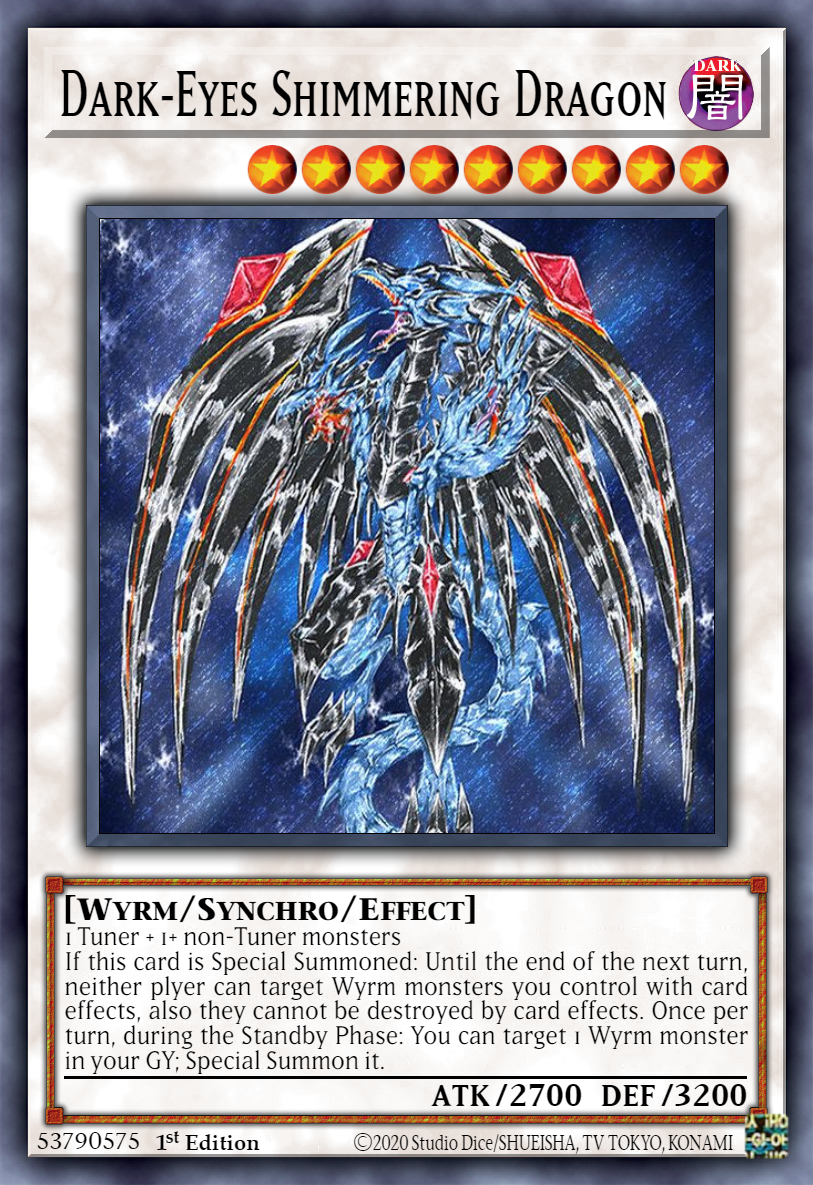 Dark-Eyes Shimmering Dragon
DARK
闇
[Wyrm/Synchro/Effect]
1 Tuner + 1+ non-Tuner monsters
If this card is Special Summoned: Until the end of the next turn,
neither plyer can target Wyrm monsters you control with card
effects, also they cannot be destroyed by card effects. Once per
turn, during the Standby Phase: You can target 1 Wyrm monster
in your GY; Special Summon it.
ATK/2700 DEF/3200
53790575 1st Edition ©2020 Studio Dice/SHUEISHA, TV TOKYO, KONAMI